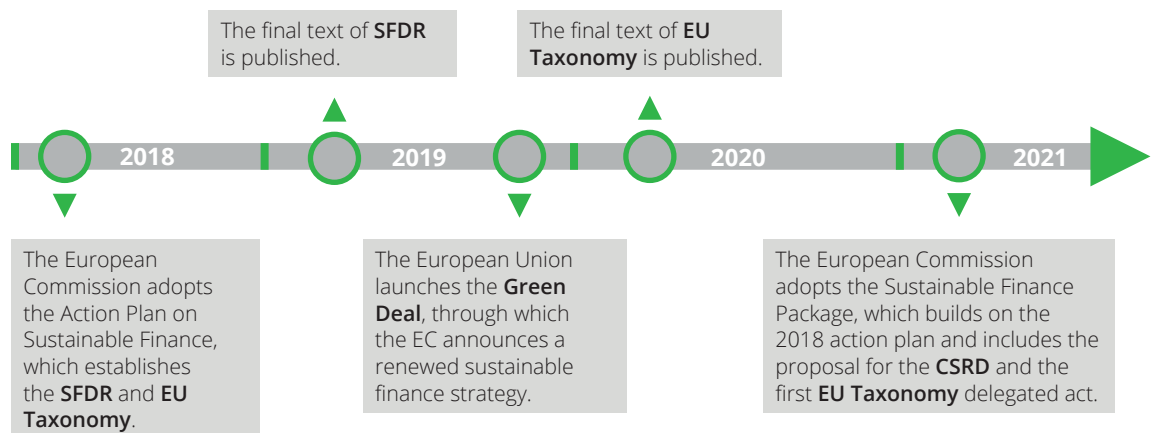 The final text of SFDR
is published.
The final text of EU
Taxonomy is published.
2018
2019
2020
2021
The European
Commission adopts
the Action Plan on
Sustainable Finance,
which establishes
the SFDR and EU
Taxonomy.
The European Union
launches the Green
Deal, through which
the EC announces a
renewed sustainable
finance strategy.
The European Commission
adopts the Sustainable Finance
Package, which builds on the
2018 action plan and includes the
proposal for the CSRD and the
first EU Taxonomy delegated act.